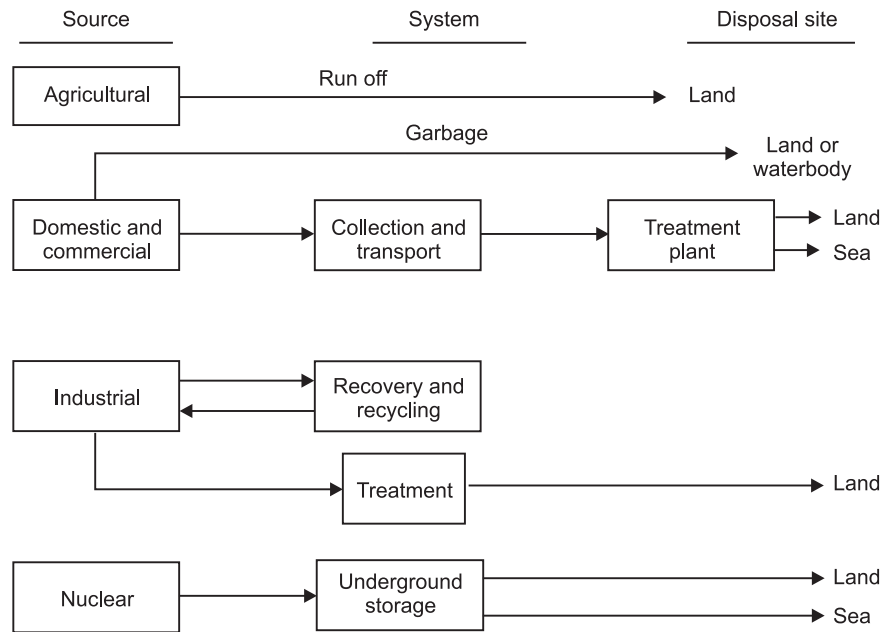 Source
System
Disposal site
Agricultural
Run off
Land
Garbage
Land or
waterbody
Domestic and
commercial
Collection and
transport
Treatment
plant
Land
Sea
Industrial
Recovery and
recycling
Treatment
Land
Nuclear
Underground
storage
Land
Sea